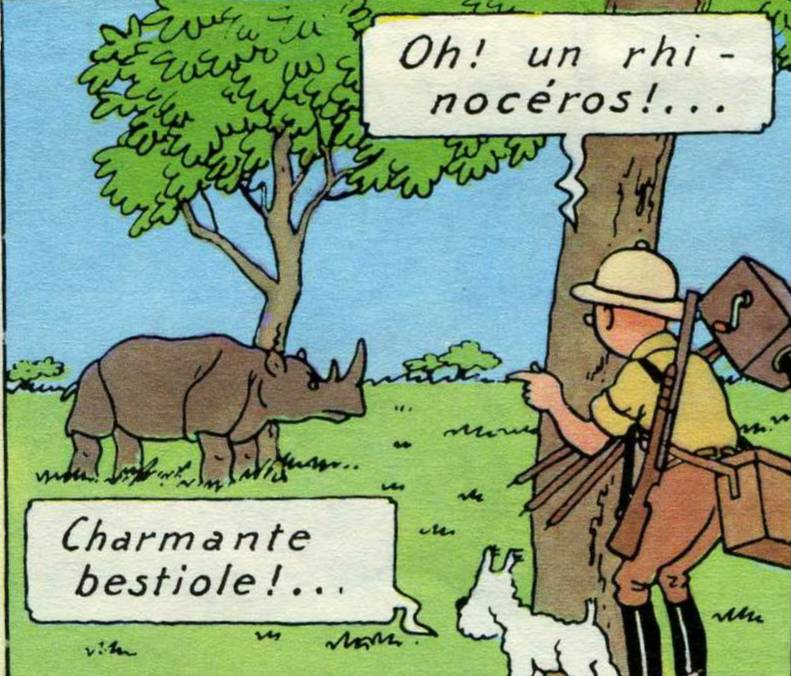 Oh! un rhi-
nocéros!...
Charmante
bestiole!...